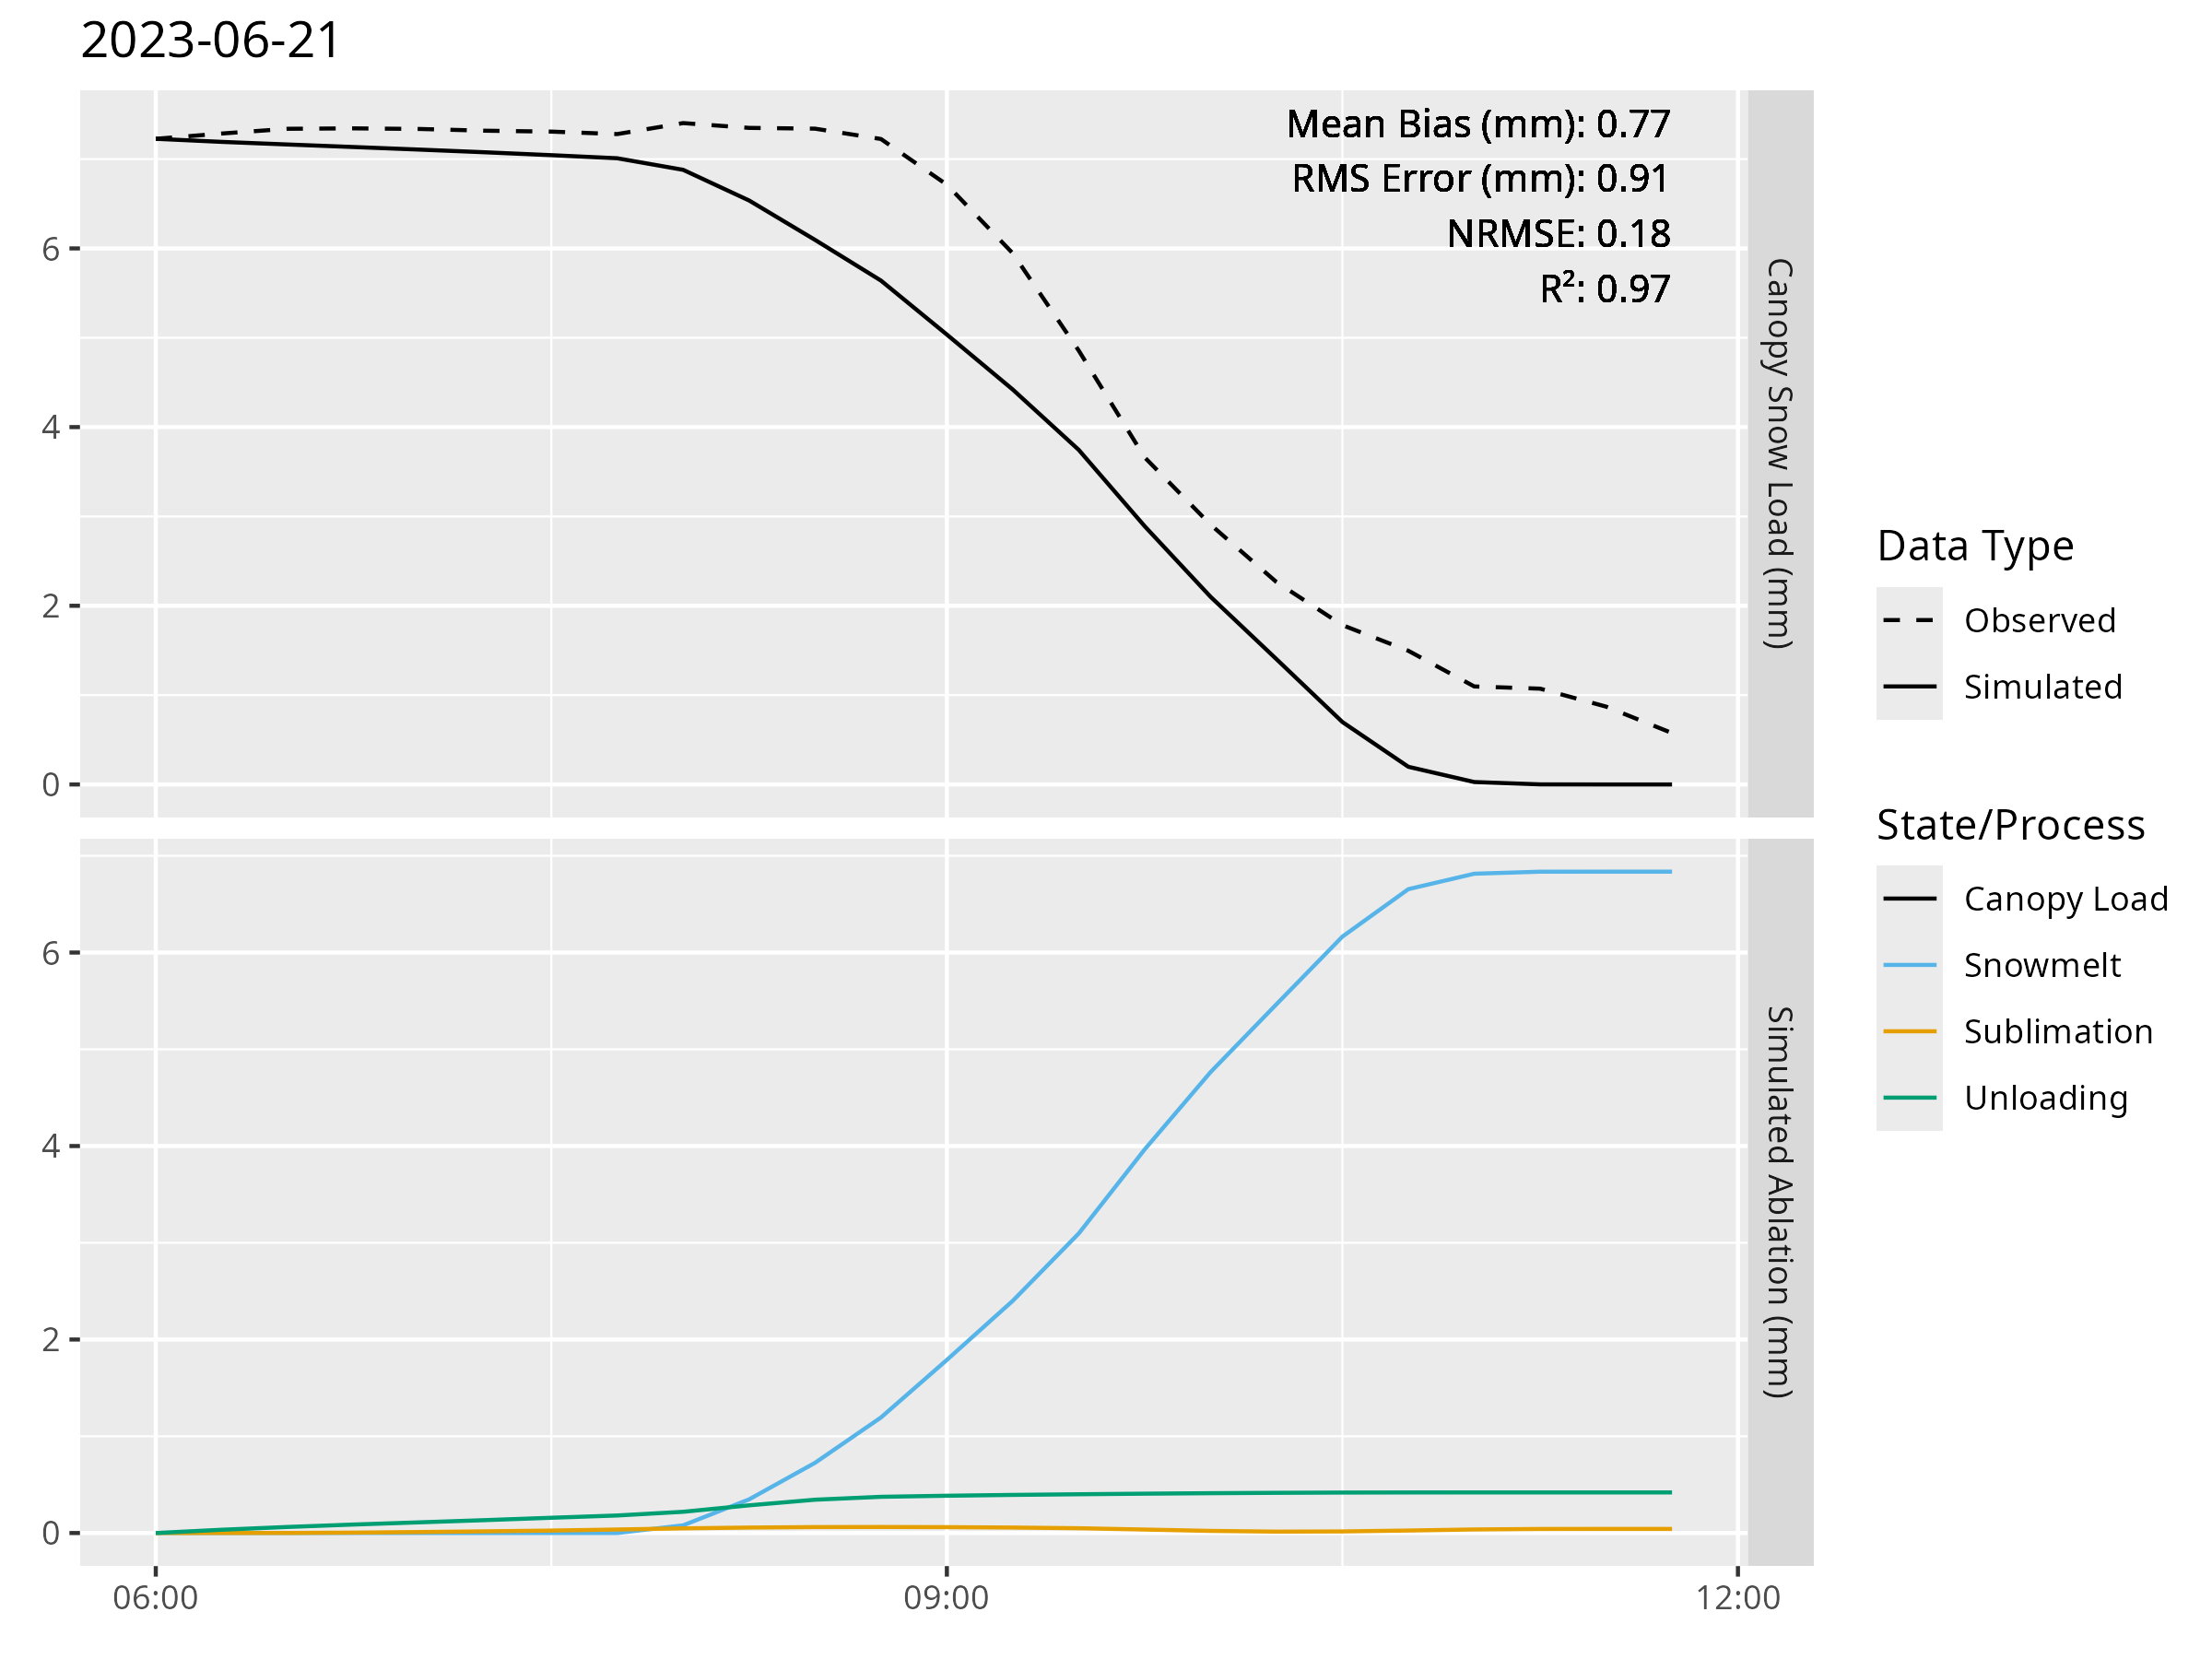 2023-06-21
Mean Bias (mm): 0.77
RMS Error (mm): 0.91
NRMSE: 0.18
R²: 0.97
6
4
2
0
Canopy Snow Load (mm)
6
4
2
0
Simulated Ablation (mm)
06:00
09:00
12:00
Data Type
Observed
Simulated
State/Process
Canopy Load
Snowmelt
Sublimation
Unloading